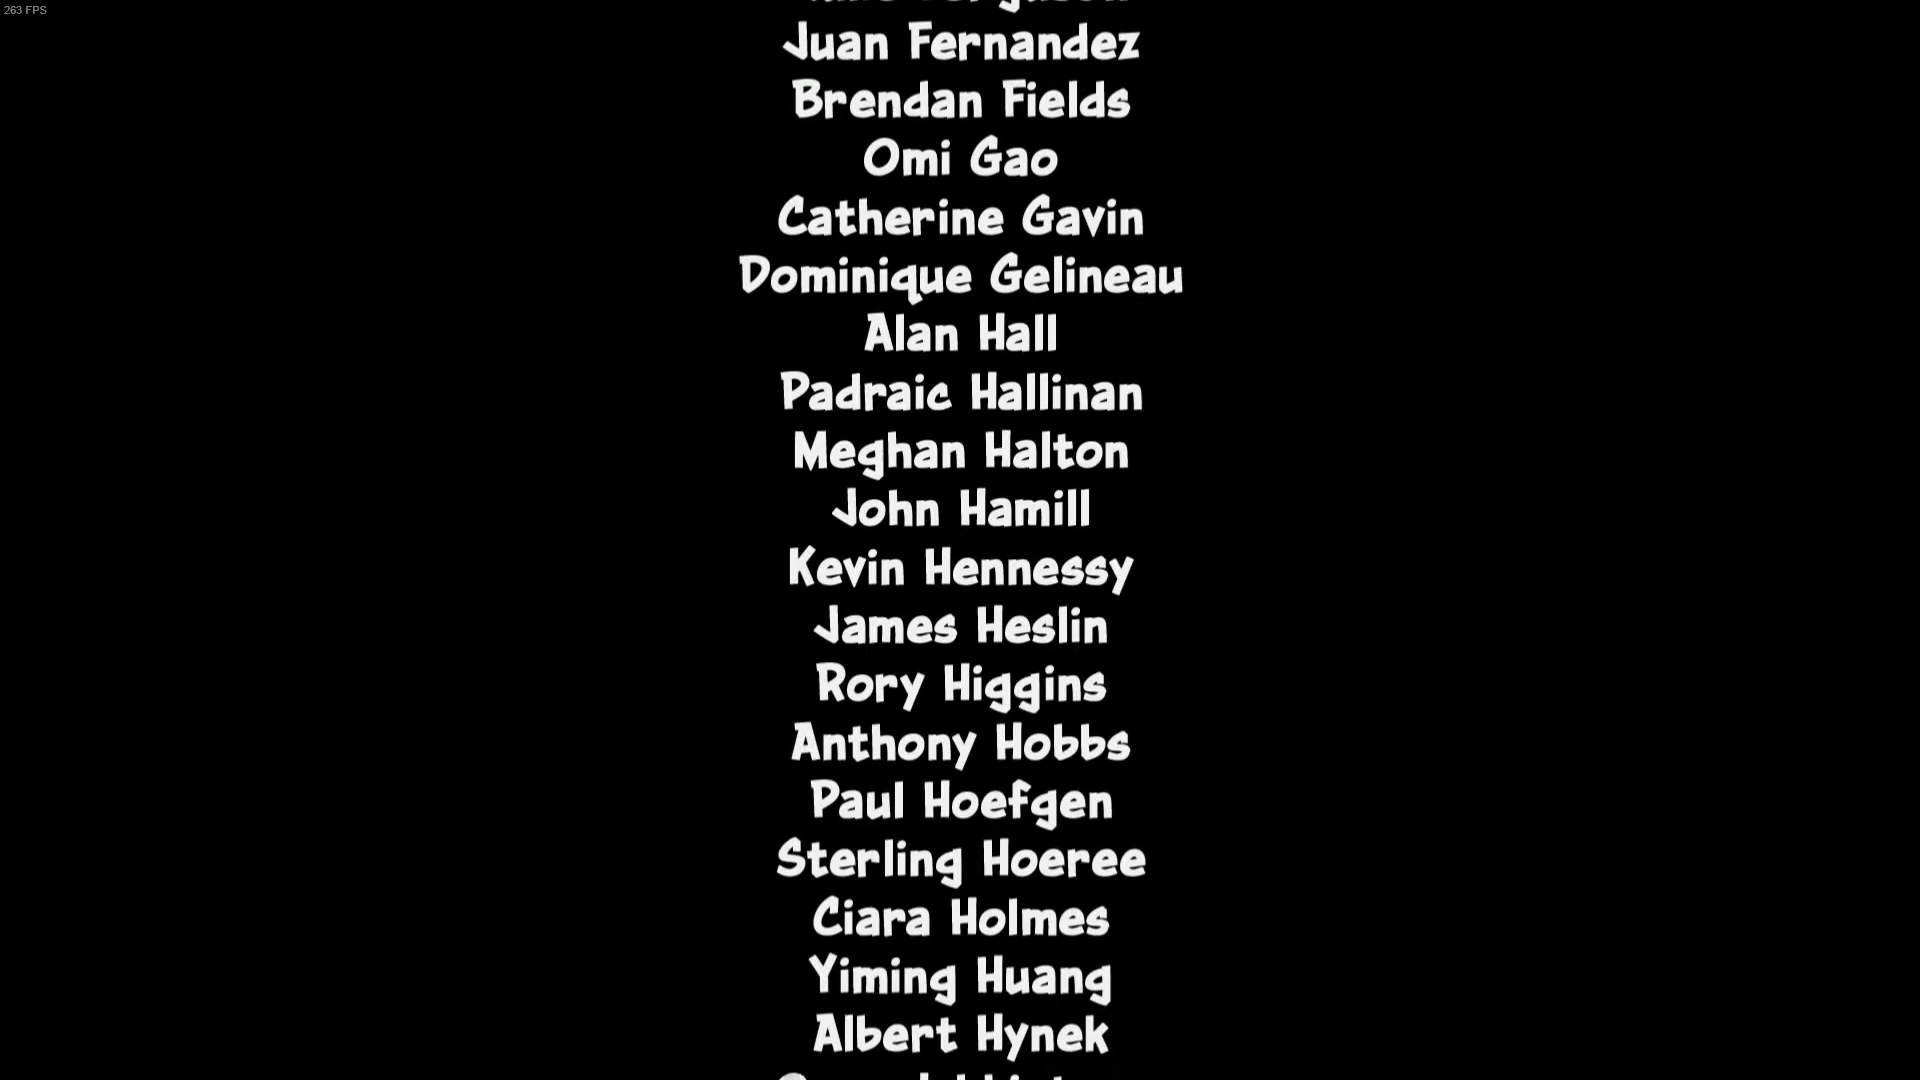 263 FPS
Juan Fernandez
Brendan Fields
Omi Gao
Catherine Gavin
Dominique Gelineau
Alan Hall
Padraic Hallinan
Meghan Halton
John Hamill
Kevin Hennessy
James Heslin
Rory Higgins
Anthony Hobbs
Paul Hoefgen
Sterling Hoeree
Ciara Holmes
Yiming Huang
Albert Hynek